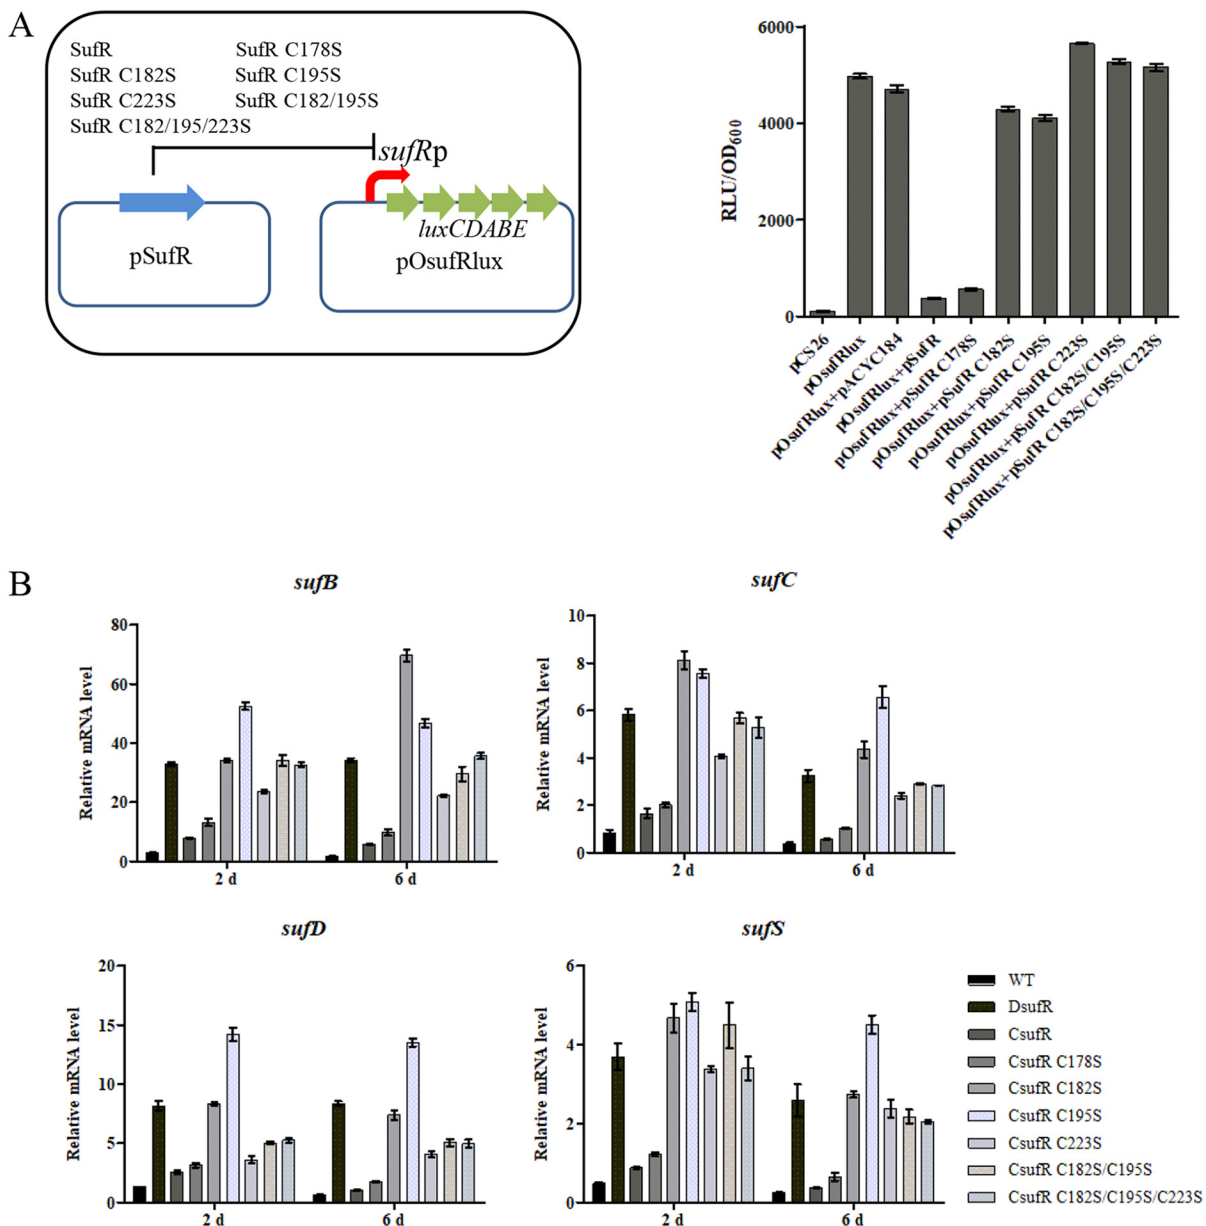 A
SufR SufR C178S
SufR C182S SufR C195S
SufR C223S SufR C182/195S
SufR C182/195/223S
sufRp
luxCDABE
pSufR pOsufRlux
RLU/OD600
6000
4000
2000
0
pCS26
pOsufRlux
pOsufRlux+pACYC184
pOsufRlux+pSufR
pOsufRlux+pSufR C178S
pOsufRlux+pSufR C182S
pOsufRlux+pSufR C195S
pOsufRlux+pSufR C223S
pOsufRlux+pSufR C182S/C195S
pOsufRlux+pSufR C182S/C195S/C223S
B
sufB
Relative mRNA level
80
60
40
20
0
2 d 6 d
sufC
Relative mRNA level
10
8
6
4
2
0
2 d 6 d
sufD
Relative mRNA level
20
15
10
5
0
2 d 6 d
sufS
Relative mRNA level
6
4
2
0
2 d 6 d
WT
DsufR
CsufR
CsufR C178S
CsufR C182S
CsufR C195S
CsufR C223S
CsufR C182S/C195S
CsufR C182S/C195S/C223S